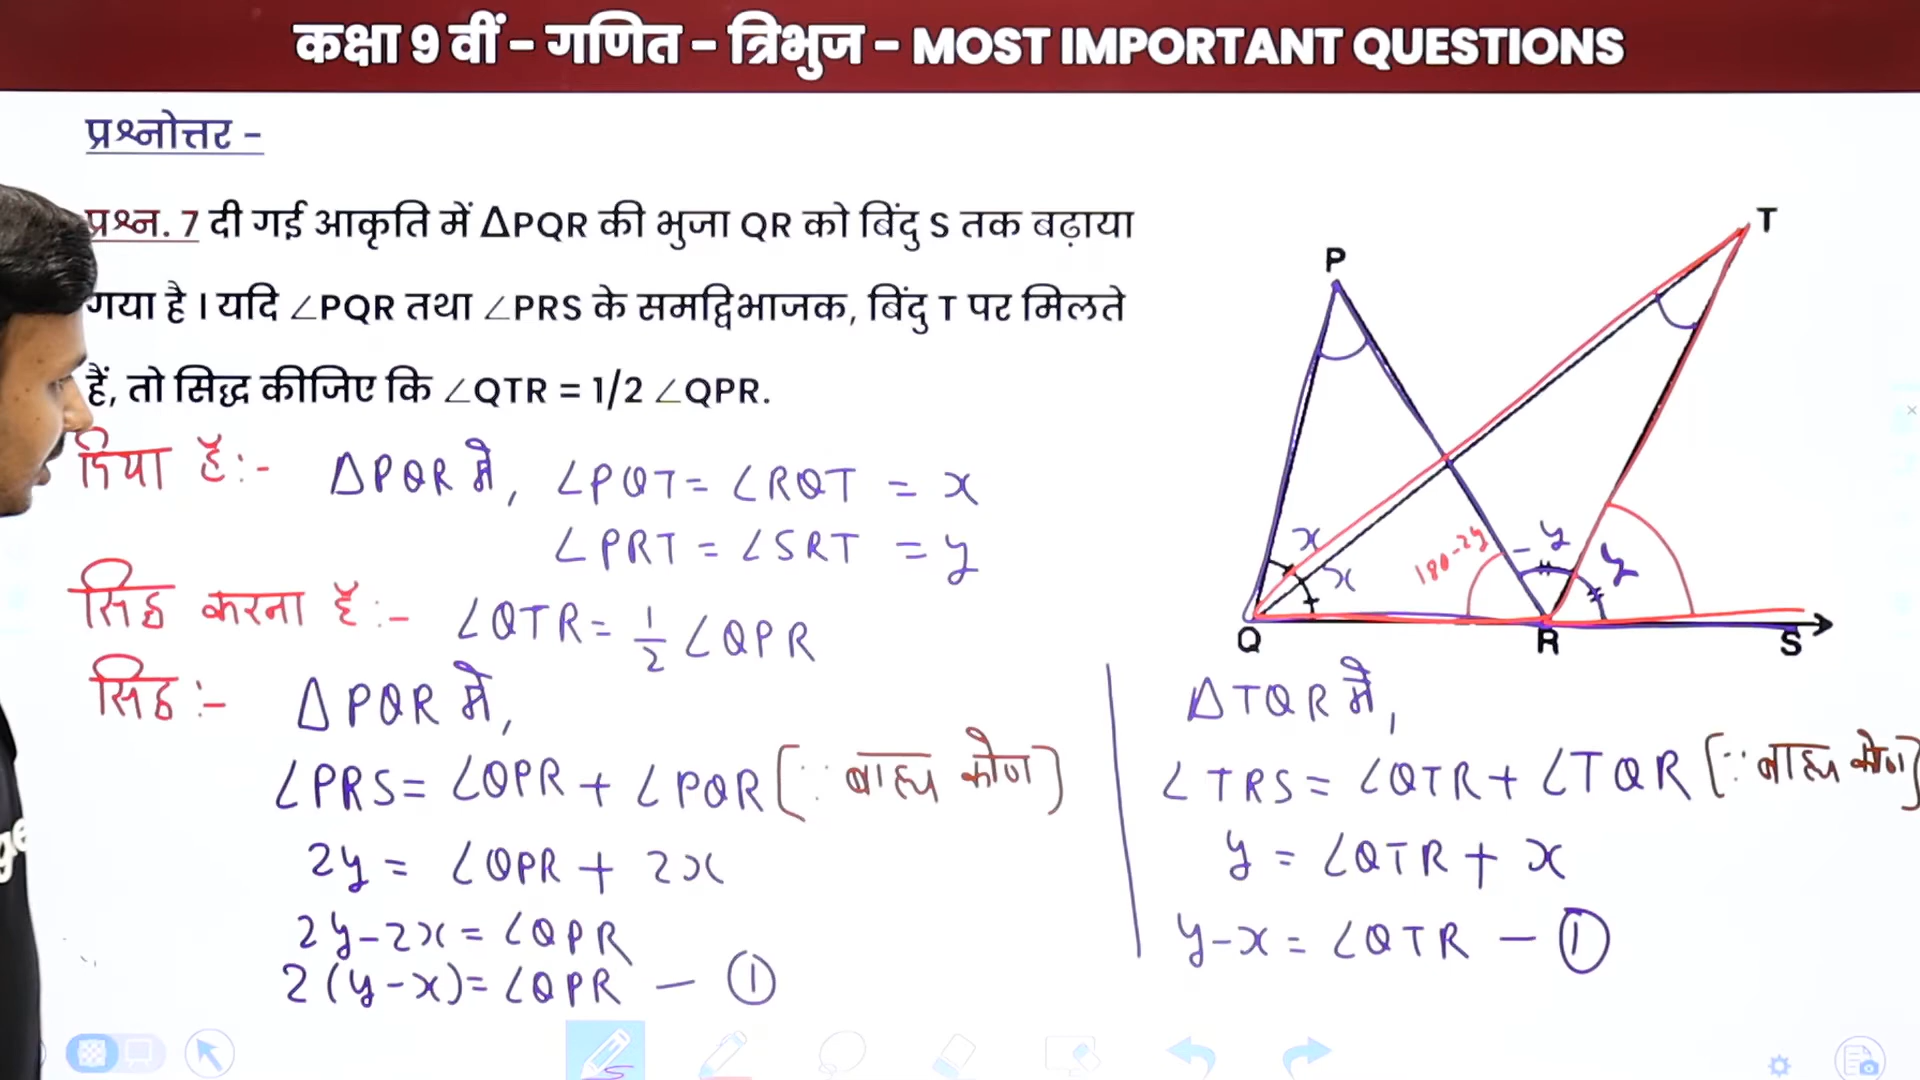 कक्षा 9 वीं – गणित – त्रिभुज – MOST IMPORTANT QUESTIONS
प्रश्नोत्तर –
प्रश्न. 7 दी गई आकृति में ΔPQR की भुजा QR को बिंदु S तक बढ़ाया
गया है । यदि ∠PQR तथा ∠PRS के समद्विभाजक, बिंदु T पर मिलते
हैं, तो सिद्ध कीजिए कि ∠QTR = 1/2 ∠QPR.
दिया है:- ΔPQR में, ∠PQT = ∠RQT = x
∠PRT = ∠SRT = y
सिद्ध करना है:- ∠QTR = 1/2 ∠QPR
सिद्ध:- ΔPQR में,
∠PRS = ∠QPR + ∠PQR [∵ बाह्य कोण]
2y = ∠QPR + 2x
2y - 2x = ∠QPR
2(y-x) = ∠QPR — ①
P
T
x
x
180-2y
y
y
Q
R
S
ΔTQR में,
∠TRS = ∠QTR + ∠TQR [∵ बाह्य कोण]
y = ∠QTR + x
y-x = ∠QTR — ①